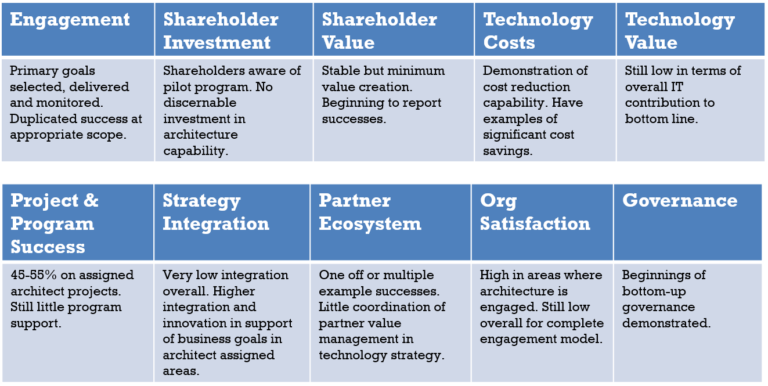 Engagement
Shareholder
Investment
Shareholder
Value
Technology
Costs
Technology
Value
Primary goals
selected, delivered
and monitored.
Duplicated success at
appropriate scope.
Shareholders aware of
pilot program. No
discernable
investment in
architecture
capability.
Stable but minimum
value creation.
Beginning to report
successes.
Demonstration of
cost reduction
capability. Have
examples of
significant cost
savings.
Still low in terms of
overall IT
contribution to
bottom line.
Project &
Program
Success
Strategy
Integration
Partner
Ecosystem
Org
Satisfaction
Governance
45-55% on assigned
architect projects.
Still little program
support.
Very low integration
overall. Higher
integration and
innovation in support
of business goals in
architect assigned
areas.
One off or multiple
example successes.
Little coordination of
partner value
management in
technology strategy.
High in areas where
architecture is
engaged. Still low
overall for complete
engagement model.
Beginnings of
bottom-up
governance
demonstrated.